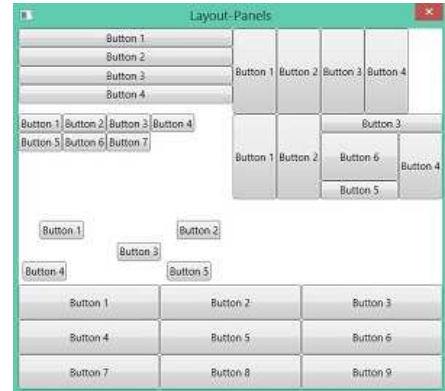 Layout-Panels
Button 1
Button 2
Button 3
Button 4
Button 1 Button 2 Button 3 Button 4
Button 1 Button 2 Button 3 Button 4
Button 5 Button 6 Button 7
Button 1 Button 2
Button 3
Button 6
Button 4
Button 5
Button 1 Button 2
Button 3
Button 4 Button 5
Button 1 Button 2 Button 3
Button 4 Button 5 Button 6
Button 7 Button 8 Button 9